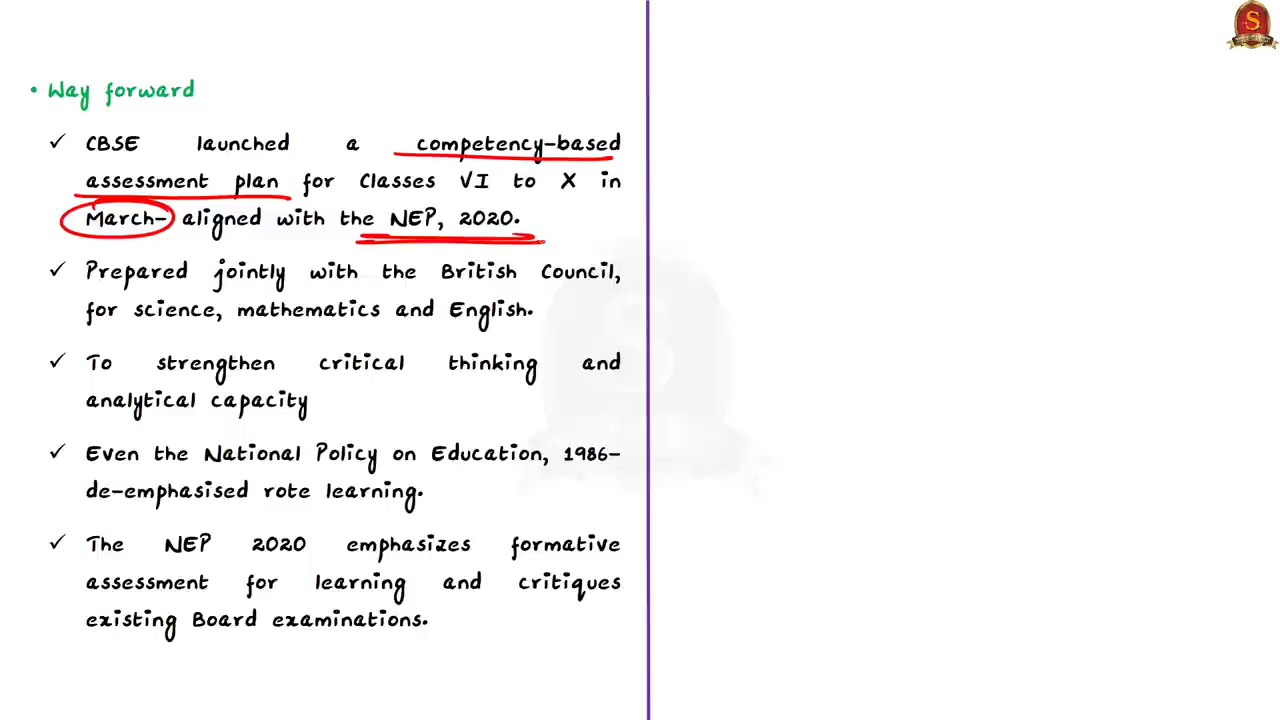 • Way forward
✓ CBSE launched a competency-based
assessment plan for Classes VI to X in
March- aligned with the NEP, 2020.
✓ Prepared jointly with the British Council,
for science, mathematics and English.
✓ To strengthen critical thinking and
analytical capacity
✓ Even the National Policy on Education, 1986-
de-emphasised rote learning.
✓ The NEP 2020 emphasizes formative
assessment for learning and critiques
existing Board examinations.
S